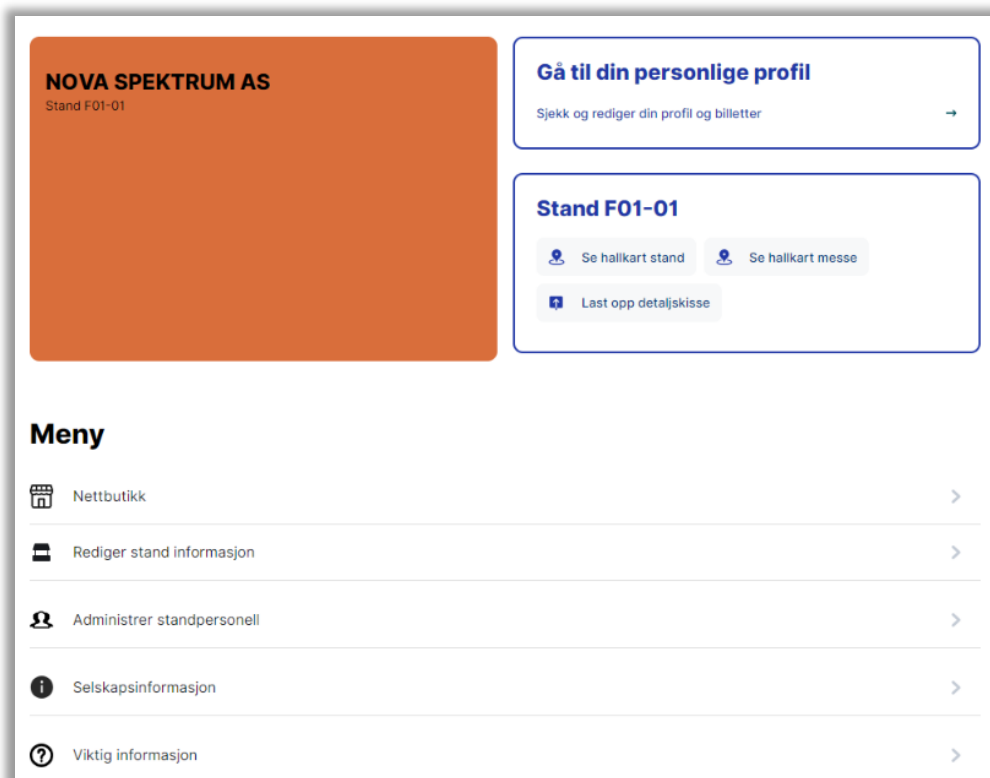 NOVA SPEKTRUM AS
Stand F01-01
Gå til din personlige profil
Sjekk og rediger din profil og billetter →
Stand F01-01
Se hallkart stand
Se hallkart messe
Last opp detaljskisse
Meny
Nettbutikk
Rediger stand informasjon
Administrer standpersonell
Selskapsinformasjon
Viktig informasjon